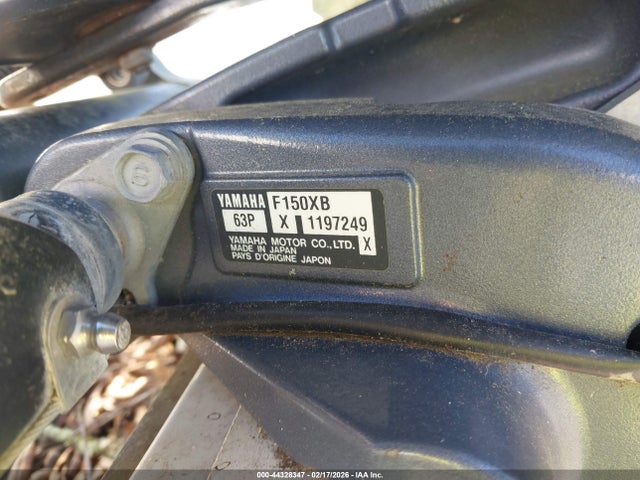 YAMAHA F150XB
63P X 1197249
YAMAHA MOTOR CO., LTD. X
MADE IN JAPAN
PAYS D'ORIGINE JAPON
000-44328347 - 02/17/2026 - IAA Inc.